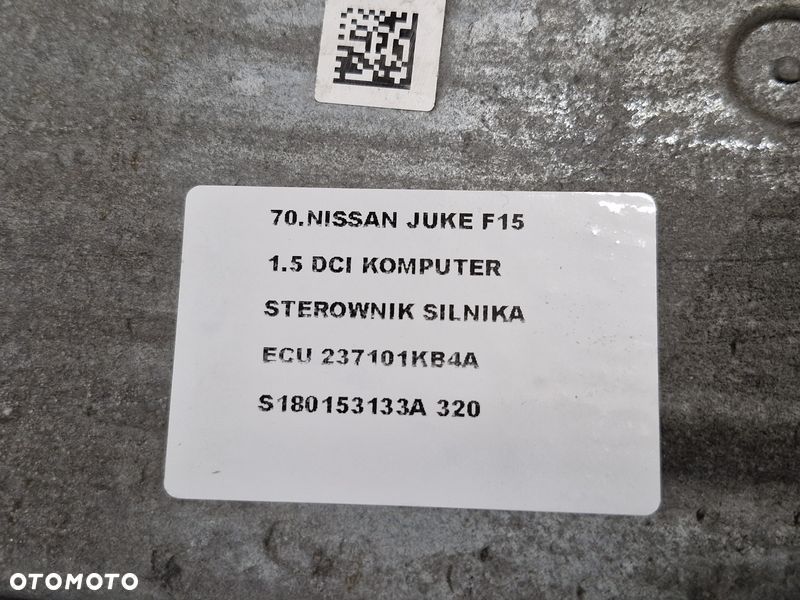 70.NISSAN JUKE F15
1.5 DCI KOMPUTER
STEROWNIK SILNIKA
ECU 237101KB4A
S180153133A 320
OTOMOTO